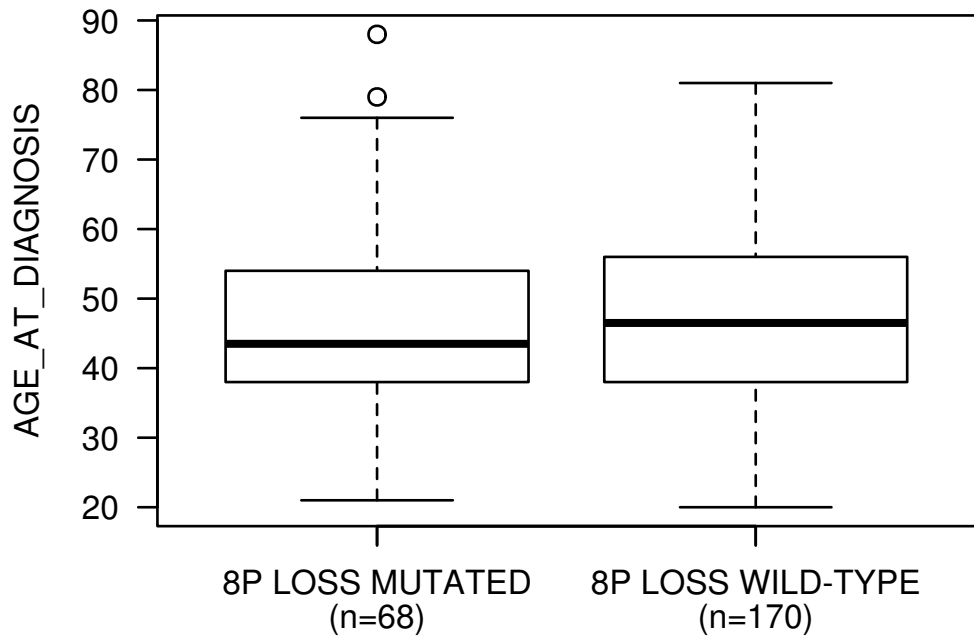 AGE_AT_DIAGNOSIS
90
80
70
60
50
40
30
20
8P LOSS MUTATED
(n=68)
8P LOSS WILD-TYPE
(n=170)